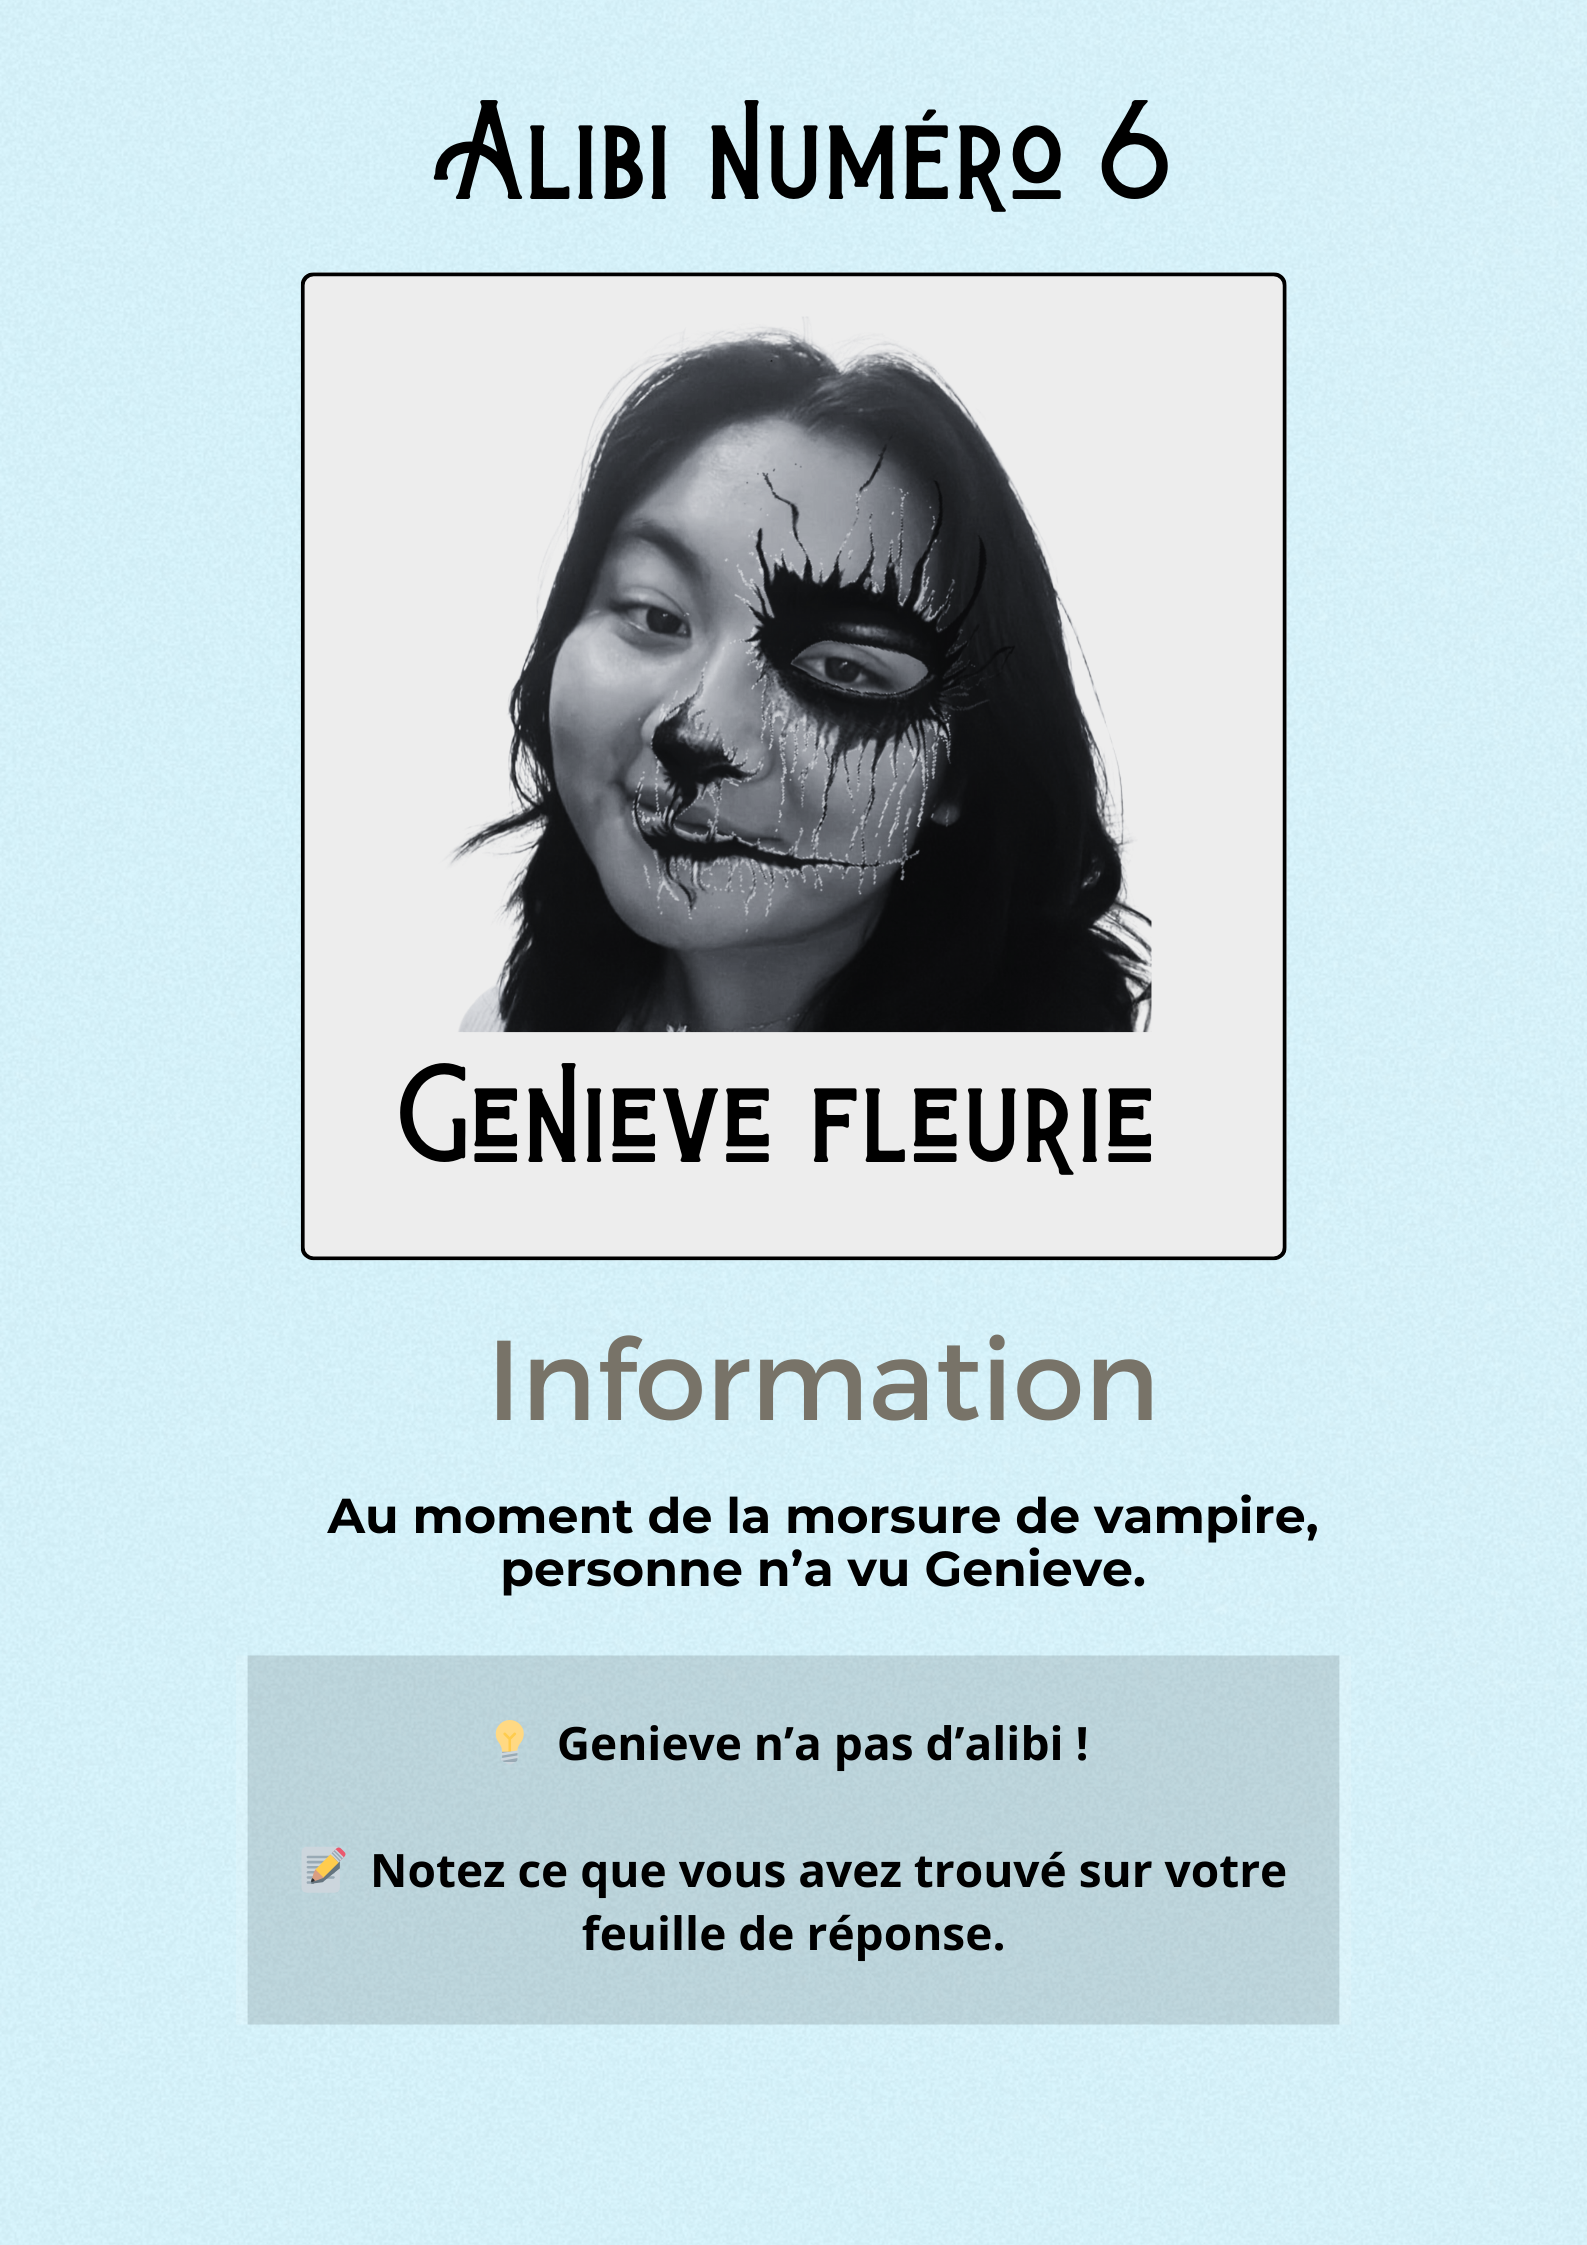 Alibi numéro 6
Genieve fleurie
Information
Au moment de la morsure de vampire,
personne n’a vu Genieve.
💡 Genieve n’a pas d’alibi !
📝 Notez ce que vous avez trouvé sur votre
feuille de réponse.